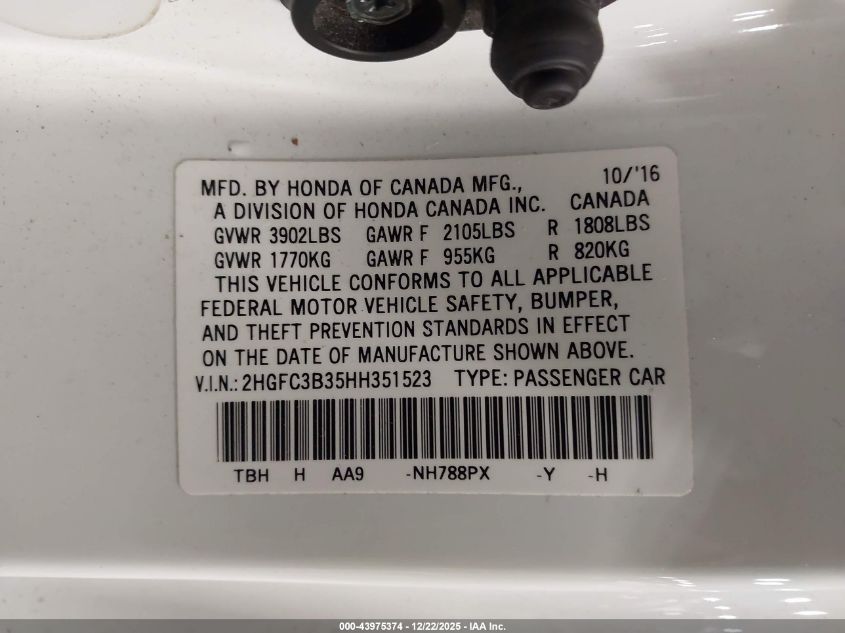 MFD. BY HONDA OF CANADA MFG., 10/'16
A DIVISION OF HONDA CANADA INC. CANADA
GVWR 3902LBS GAWR F 2105LBS R 1808LBS
GVWR 1770KG GAWR F 955KG R 820KG
THIS VEHICLE CONFORMS TO ALL APPLICABLE
FEDERAL MOTOR VEHICLE SAFETY, BUMPER,
AND THEFT PREVENTION STANDARDS IN EFFECT
ON THE DATE OF MANUFACTURE SHOWN ABOVE.
V.I.N.: 2HGFC3B35HH351523 TYPE: PASSENGER CAR
TBH H AA9 -NH788PX -Y -H
000-43975374 - 12/22/2025 - IAA Inc.